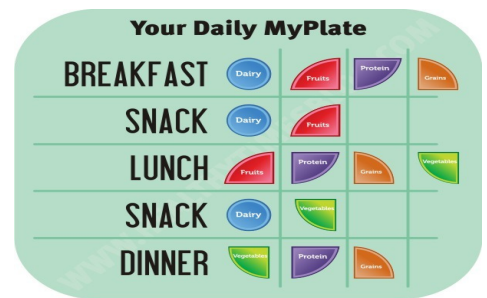 Your Daily MyPlate
BREAKFAST Dairy Fruits Protein Grains
SNACK Dairy Fruits
LUNCH Fruits Protein Grains Vegetables
SNACK Dairy Vegetables
DINNER Vegetables Protein Grains